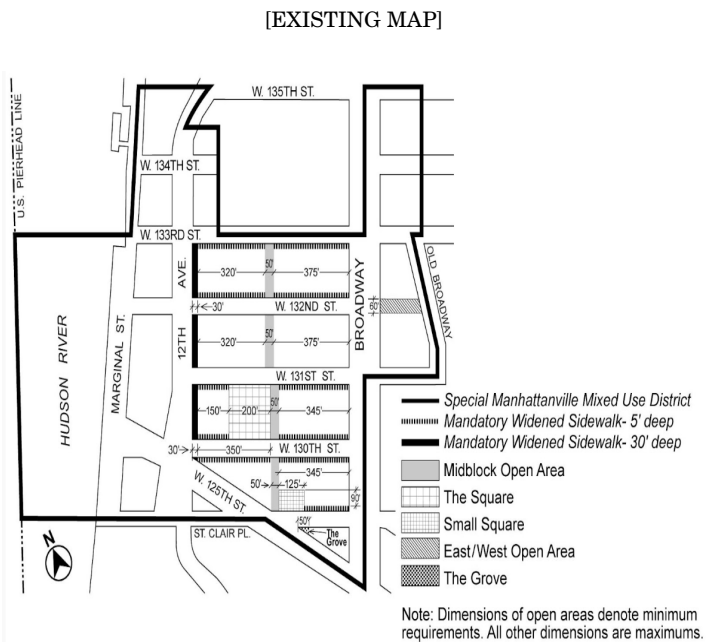 [EXISTING MAP]
U.S. PIERHEAD LINE
W. 135TH ST.
W. 134TH ST.
W. 133RD ST.
HUDSON RIVER
MARGINAL ST.
12TH AVE.
BROADWAY
OLD BROADWAY
50'
320'
375'
30'
W. 132ND ST.
60'
50'
320'
375'
W. 131ST ST.
150'
200'
50'
345'
30'
350'
W. 130TH ST.
345'
50'
125'
90'
W. 125TH ST.
50'
The
Grove
ST. CLAIR PL.
N
Special Manhattanville Mixed Use District
Mandatory Widened Sidewalk- 5' deep
Mandatory Widened Sidewalk- 30' deep
Midblock Open Area
The Square
Small Square
East/West Open Area
The Grove
Note: Dimensions of open areas denote minimum
requirements. All other dimensions are maximums.